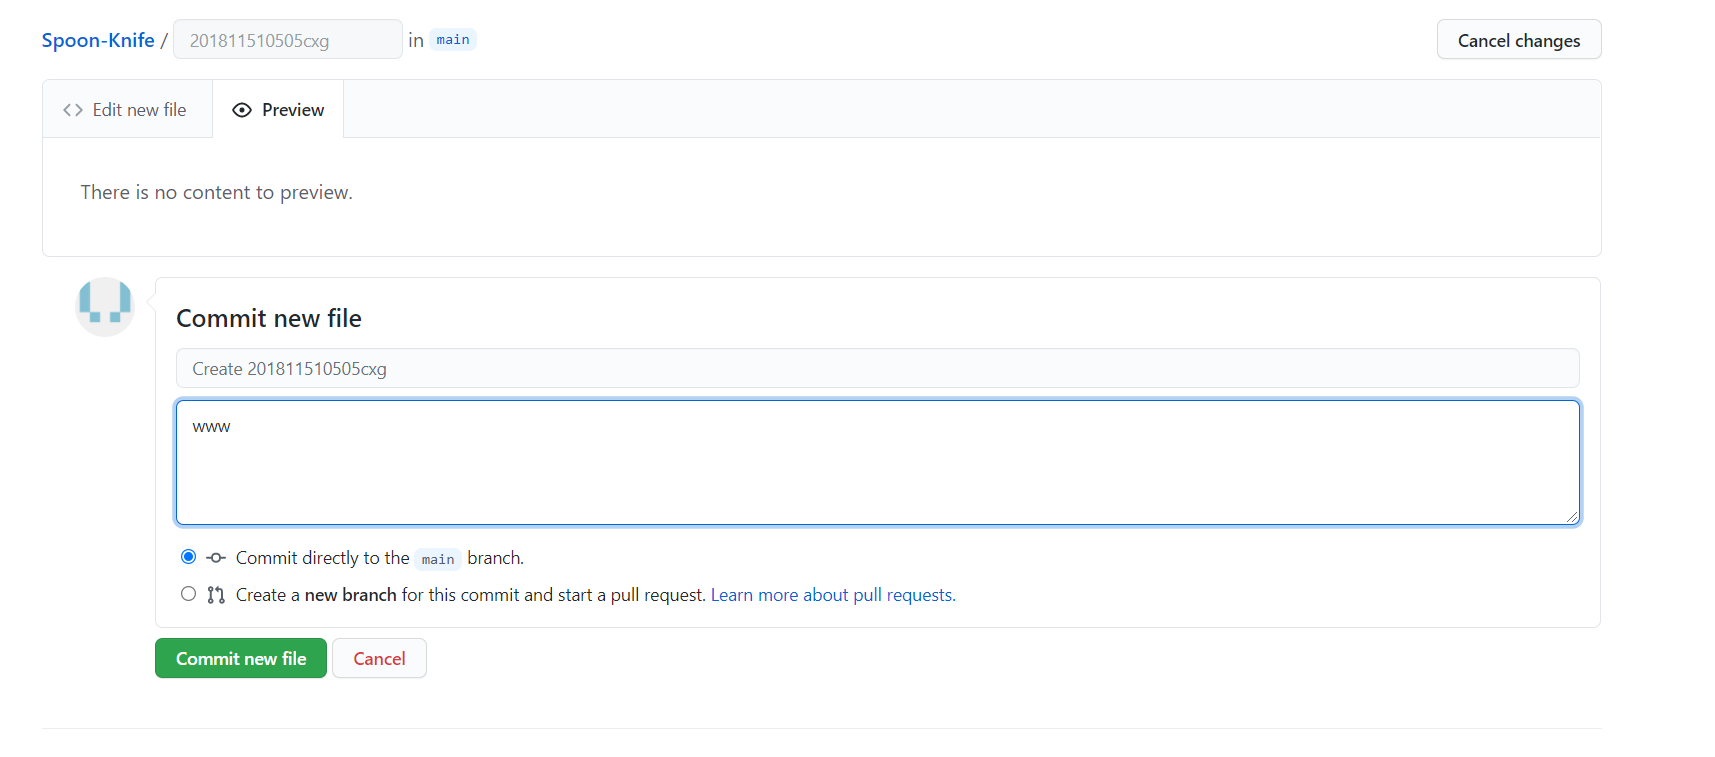 Spoon-Knife / 201811510505cxg in main Cancel changes
Edit new file Preview
There is no content to preview.
Commit new file
Create 201811510505cxg
www
Commit directly to the main branch.
Create a new branch for this commit and start a pull request. Learn more about pull requests.
Commit new file Cancel